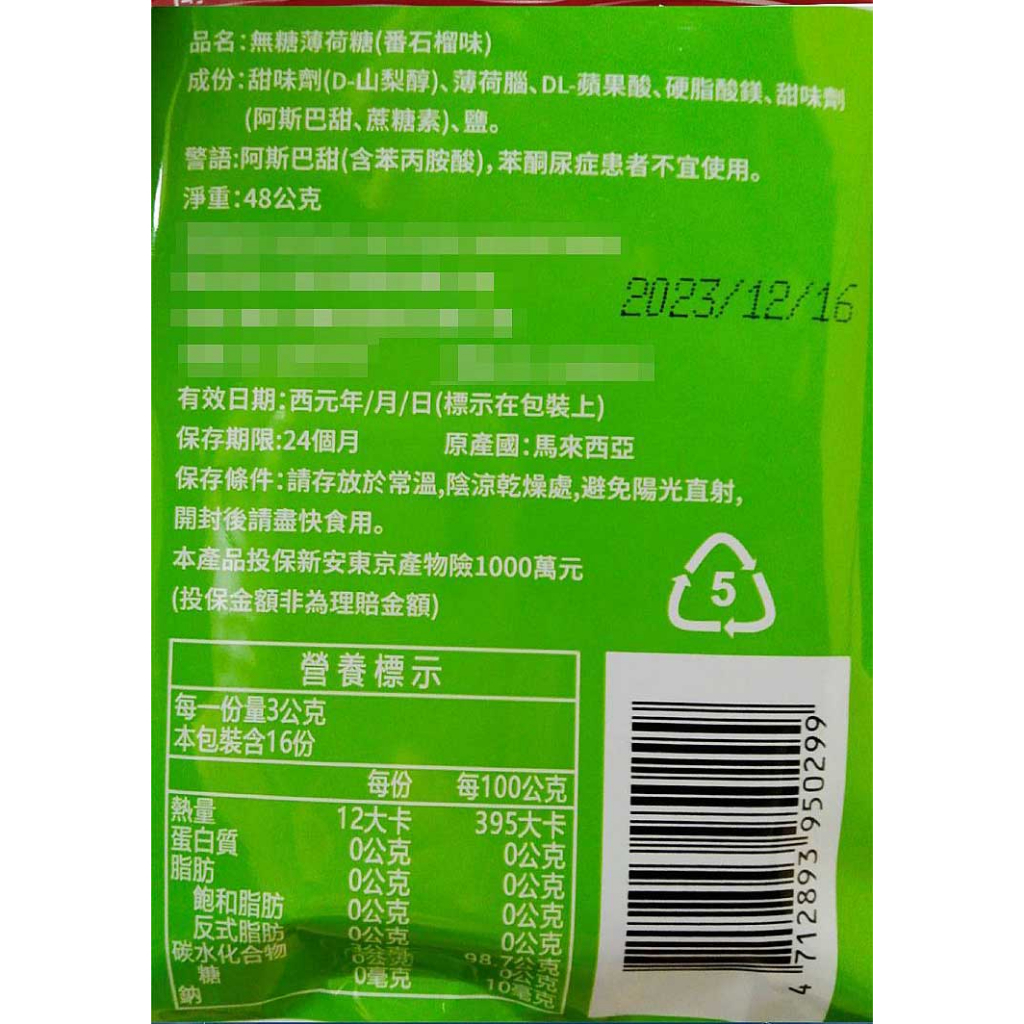 品名:無糖薄荷糖(番石榴味)
成份:甜味劑(D-山梨醇)、薄荷腦、DL-蘋果酸、硬脂酸鎂、甜味劑
(阿斯巴甜、蔗糖素)、鹽。
警語:阿斯巴甜(含苯丙胺酸),苯酮尿症患者不宜使用。
淨重:48公克
2023/12/16
有效日期:西元年/月/日(標示在包裝上)
保存期限:24個月 原產國:馬來西亞
保存條件:請存放於常溫,陰涼乾燥處,避免陽光直射,
開封後請盡快食用。
本產品投保新安東京產物險1000萬元
(投保金額非為理賠金額)
5
營養標示
每一份量3公克
本包裝含16份
每份 每100公克
熱量 12大卡 395大卡
蛋白質 0公克 0公克
脂肪 0公克 0公克
飽和脂肪 0公克 0公克
反式脂肪 0公克 0公克
碳水化合物 98.7公克
糖 0公克
鈉 0毫克 10毫克
4712893950299